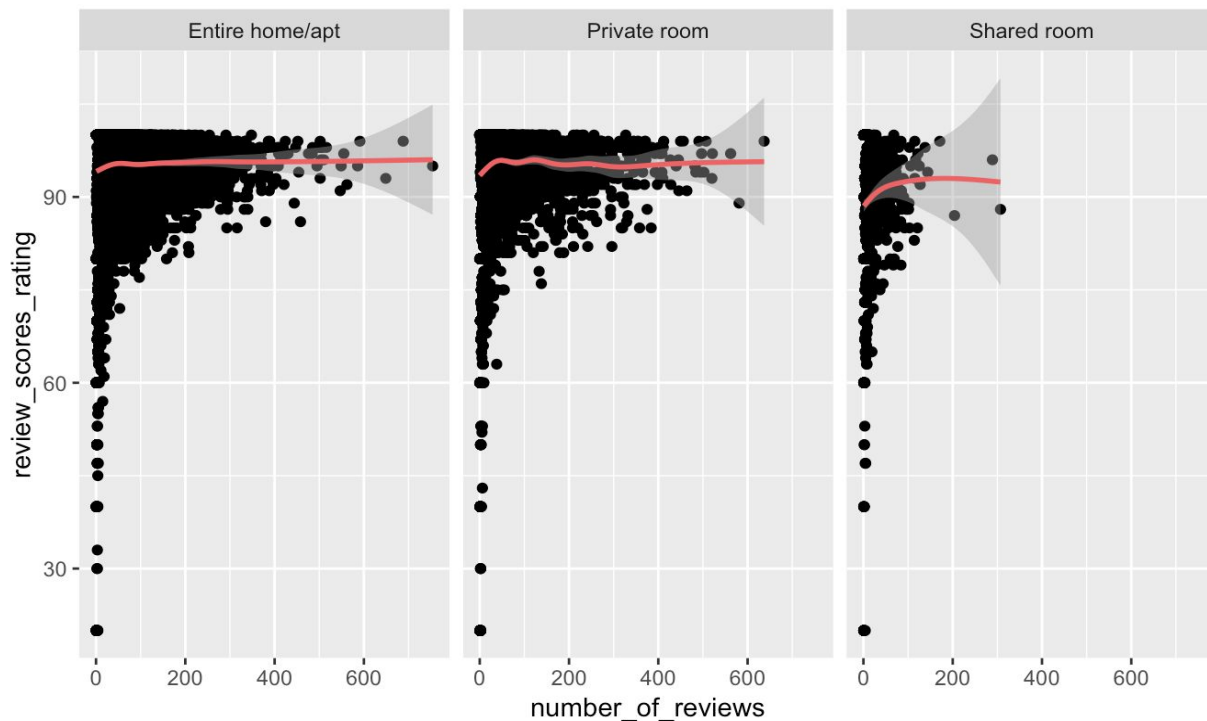 Entire home/apt
Private room
Shared room
review_scores_rating
90
60
30
0 200 400 600
0 200 400 600
0 200 400 600
number_of_reviews